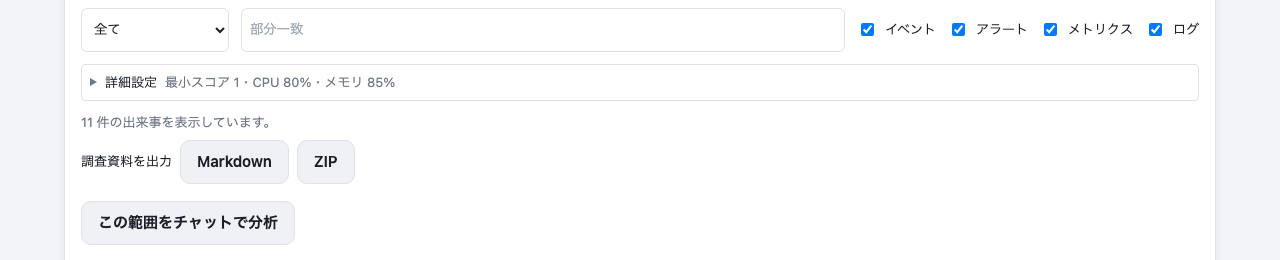 全て 部分一致 イベント アラート メトリクス ログ
▶ 詳細設定 最小スコア 1・CPU 80%・メモリ 85%
11 件の出来事を表示しています。
調査資料を出力 Markdown ZIP
この範囲をチャットで分析